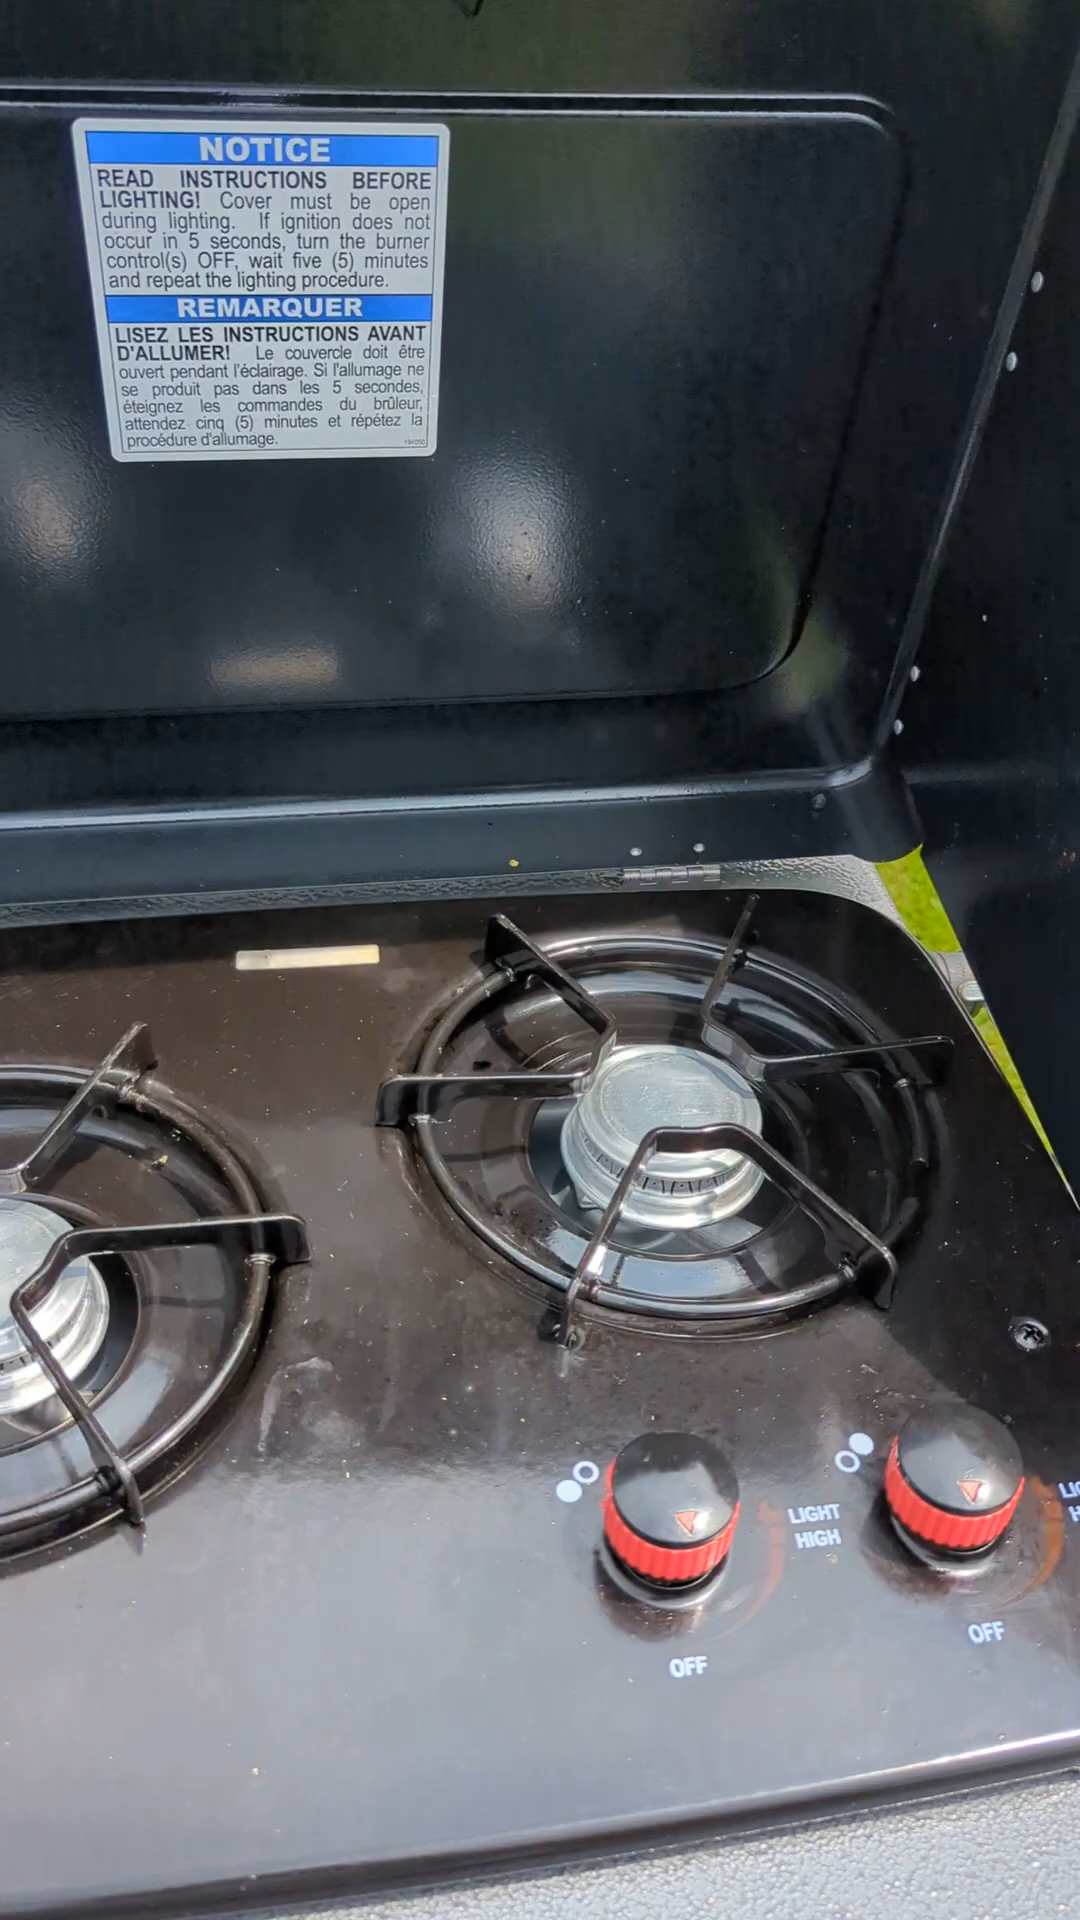 NOTICE
READ INSTRUCTIONS BEFORE
LIGHTING! Cover must be open
during lighting. If ignition does not
occur in 5 seconds, turn the burner
control(s) OFF, wait five (5) minutes
and repeat the lighting procedure.
REMARQUER
LISEZ LES INSTRUCTIONS AVANT
D'ALLUMER! Le couvercle doit être
ouvert pendant l'éclairage. Si l'allumage ne
se produit pas dans les 5 secondes,
éteignez les commandes du brûleur,
attendez cinq (5) minutes et répétez la
procédure d'allumage.
LIGHT
HIGH
OFF
OFF